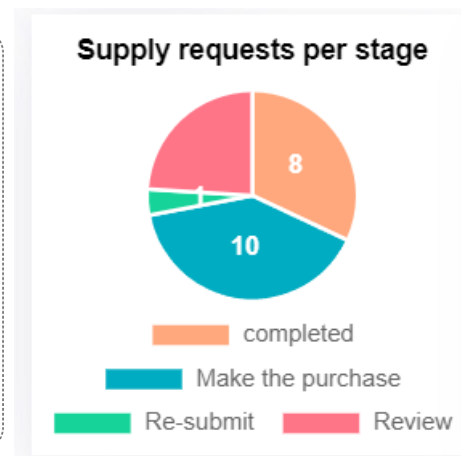 Supply requests per stage
8
1
10
completed
Make the purchase
Re-submit Review